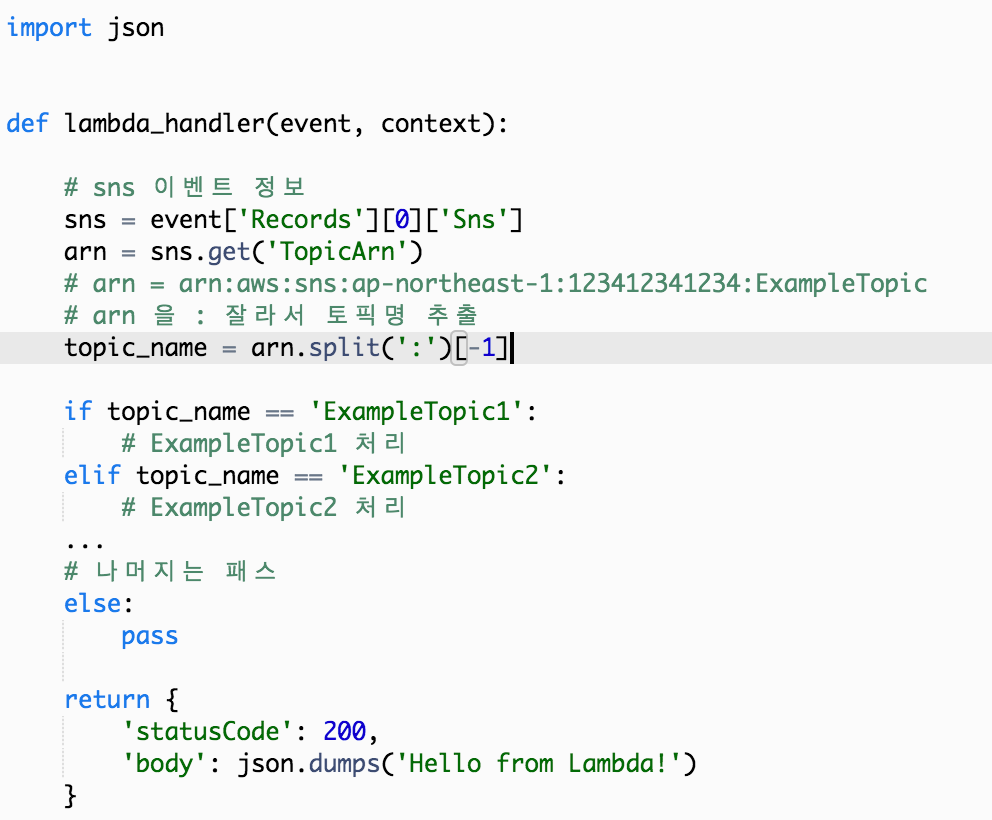 import json
def lambda_handler(event, context):
# sns 이벤트 정보
sns = event['Records'][0]['Sns']
arn = sns.get('TopicArn')
# arn = arn:aws:sns:ap-northeast-1:123412341234:ExampleTopic
# arn 을 : 잘라서 토픽명 추출
topic_name = arn.split(':')[-1]
if topic_name == 'ExampleTopic1':
# ExampleTopic1 처리
elif topic_name == 'ExampleTopic2':
# ExampleTopic2 처리
...
# 나머지는 패스
else:
pass
return {
'statusCode': 200,
'body': json.dumps('Hello from Lambda!')
}